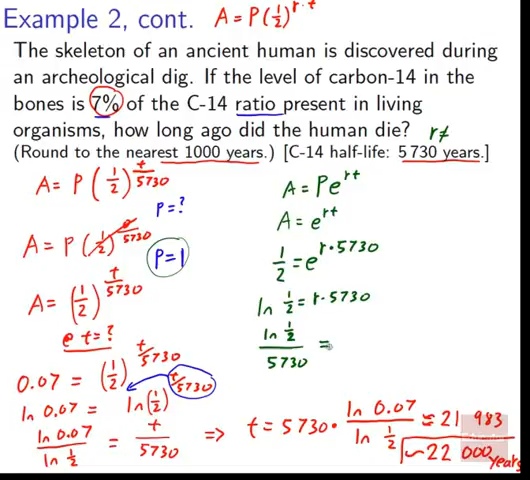 Example 2, cont. A = P(1/2)^r·t
The skeleton of an ancient human is discovered during
an archeological dig. If the level of carbon-14 in the
bones is 7% of the C-14 ratio present in living
organisms, how long ago did the human die? r≠
(Round to the nearest 1000 years.) [C-14 half-life: 5730 years.]
A = P(1/2)^t/5730
P=?
A = P(1/2)^0/5730
P=1
A = (1/2)^t/5730
@ t=?
0.07 = (1/2)^t/5730
t/5730
ln 0.07 = ln(1/2)
ln 0.07 / ln 1/2 = t/5730 => t = 5730 · ln 0.07 / ln 1/2 ≈ 21 983
~22 000 years
A = Pe^rt
A = e^rt
1/2 = e^r·5730
ln 1/2 = r·5730
ln 1/2 / 5730 =